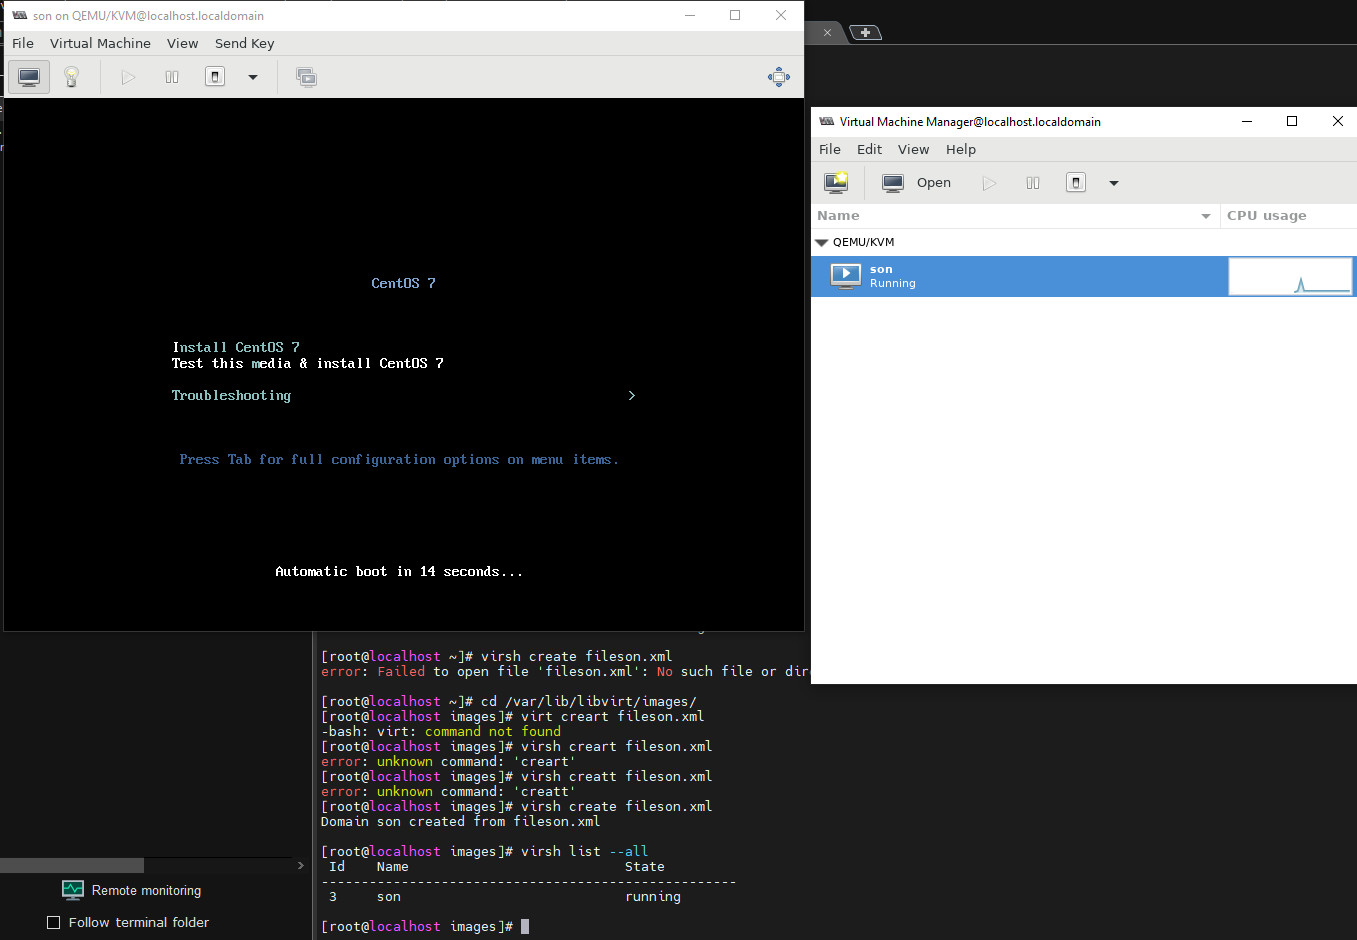 son on QEMU/KVM@localhost.localdomain
File Virtual Machine View Send Key
CentOS 7
Install CentOS 7
Test this media & install CentOS 7
Troubleshooting >
Press Tab for full configuration options on menu items.
Automatic boot in 14 seconds...
Virtual Machine Manager@localhost.localdomain
File Edit View Help
Open
Name CPU usage
QEMU/KVM
son
Running
[root@localhost ~]# virsh create fileson.xml
error: Failed to open file 'fileson.xml': No such file or dir
[root@localhost ~]# cd /var/lib/libvirt/images/
[root@localhost images]# virt creart fileson.xml
-bash: virt: command not found
[root@localhost images]# virsh creart fileson.xml
error: unknown command: 'creart'
[root@localhost images]# virsh creatt fileson.xml
error: unknown command: 'creatt'
[root@localhost images]# virsh create fileson.xml
Domain son created from fileson.xml
[root@localhost images]# virsh list --all
Id Name State
----------------------------------------------------
3 son running
[root@localhost images]#
Remote monitoring
Follow terminal folder